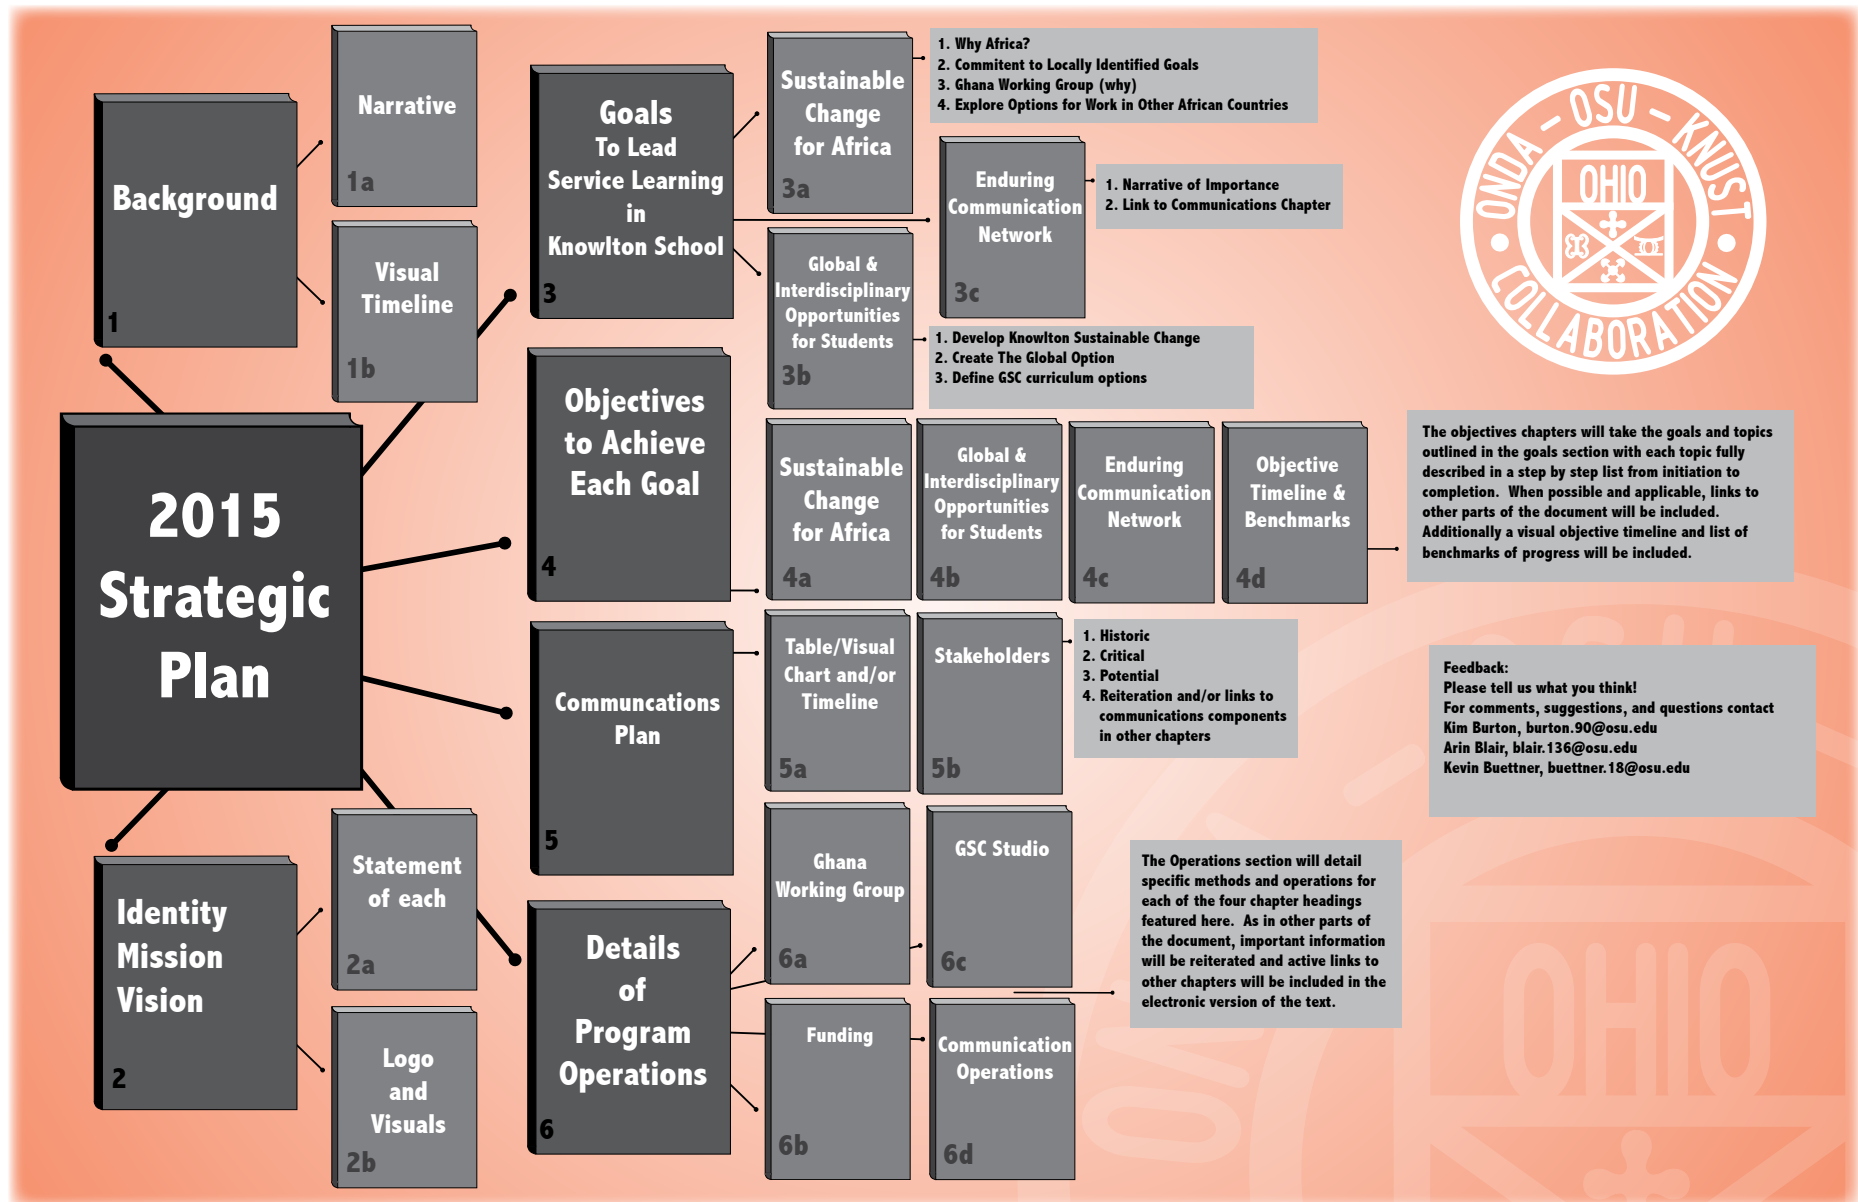 2015
Strategic
Plan
Background
1
Narrative
1a
Visual
Timeline
1b
Identity
Mission
Vision
2
Statement
of each
2a
Logo
and
Visuals
2b
Goals
To Lead
Service Learning
in
Knowlton School
3
Sustainable
Change
for Africa
3a
1. Why Africa?
2. Commitent to Locally Identified Goals
3. Ghana Working Group (why)
4. Explore Options for Work in Other African Countries
Global &
Interdisciplinary
Opportunities
for Students
3b
1. Develop Knowlton Sustainable Change
2. Create The Global Option
3. Define GSC curriculum options
Enduring
Communication
Network
3c
1. Narrative of Importance
2. Link to Communications Chapter
Objectives
to Achieve
Each Goal
4
Sustainable
Change
for Africa
4a
Global &
Interdisciplinary
Opportunities
for Students
4b
Enduring
Communication
Network
4c
Objective
Timeline &
Benchmarks
4d
The objectives chapters will take the goals and topics
outlined in the goals section with each topic fully
described in a step by step list from initiation to
completion.  When possible and applicable, links to
other parts of the document will be included.
Additionally a visual objective timeline and list of
benchmarks of progress will be included.
Communcations
Plan
5
Table/Visual
Chart and/or
Timeline
5a
Stakeholders
5b
1. Historic
2. Critical
3. Potential
4. Reiteration and/or links to
communications components
in other chapters
Details
of
Program
Operations
6
Ghana
Working Group
6a
Funding
6b
GSC Studio
6c
Communication
Operations
6d
The Operations section will detail
specific methods and operations for
each of the four chapter headings
featured here.  As in other parts of
the document, important information
will be reiterated and active links to
other chapters will be included in the
electronic version of the text.
Feedback:
Please tell us what you think!
For comments, suggestions, and questions contact
Kim Burton, burton.90@osu.edu
Arin Blair, blair.136@osu.edu
Kevin Buettner, buettner.18@osu.edu
ONDA - OSU - KNUST
COLLABORATION
OHIO
OHIO